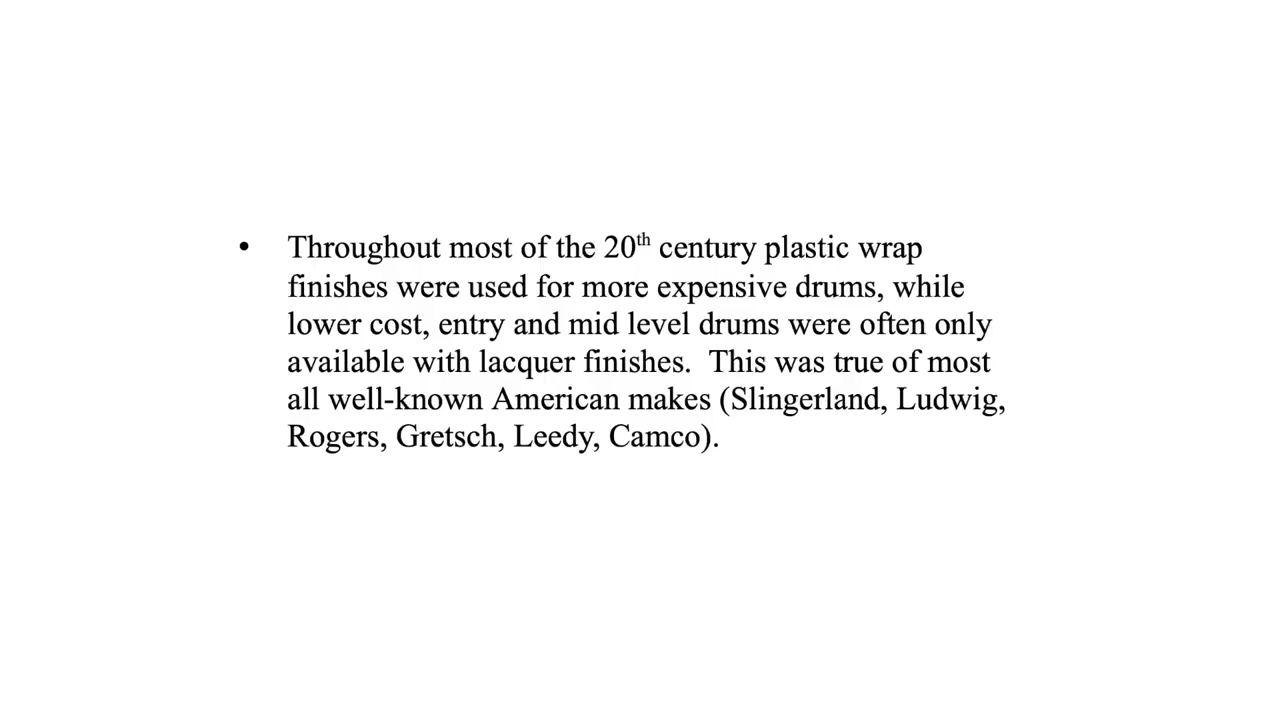 • Throughout most of the 20th century plastic wrap
finishes were used for more expensive drums, while
lower cost, entry and mid level drums were often only
available with lacquer finishes.  This was true of most
all well-known American makes (Slingerland, Ludwig,
Rogers, Gretsch, Leedy, Camco).